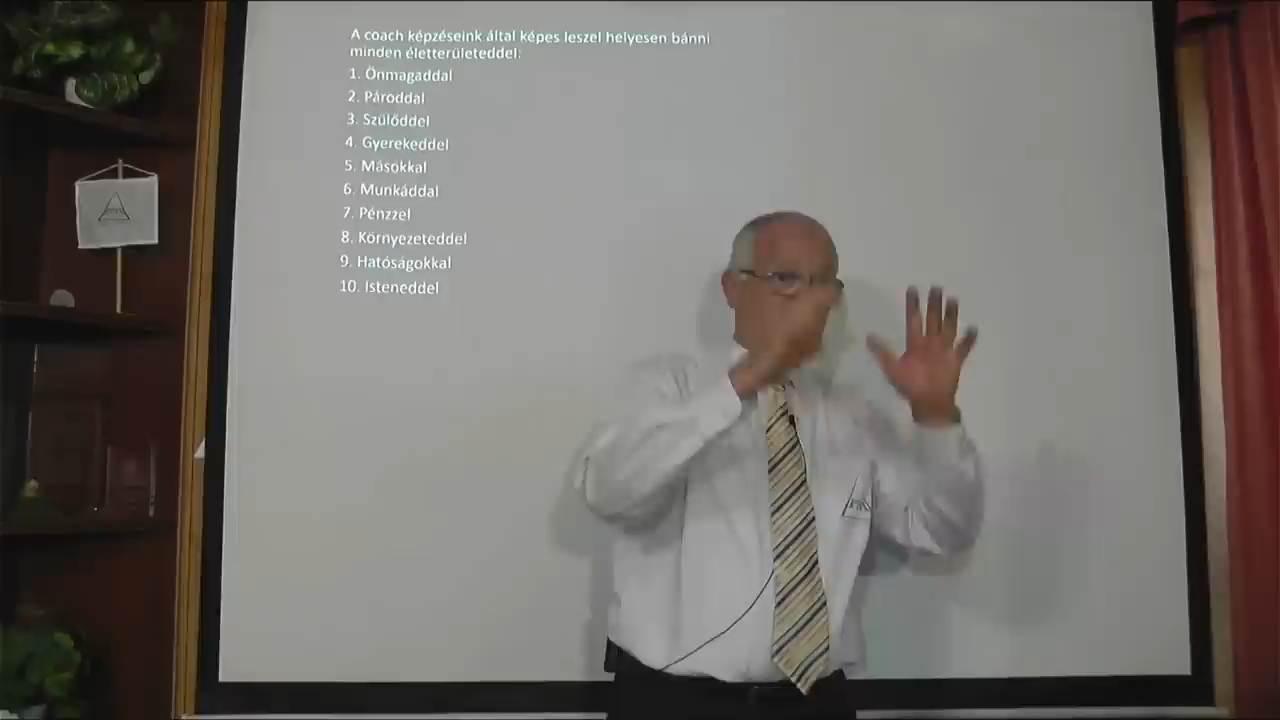 A coach képzéseink által képes leszel helyesen bánni
minden életterületeddel:
1. Önmagaddal
2. Pároddal
3. Szülőddel
4. Gyerekeddel
5. Másokkal
6. Munkáddal
7. Pénzzel
8. Környezeteddel
9. Hatóságokkal
10. Isteneddel